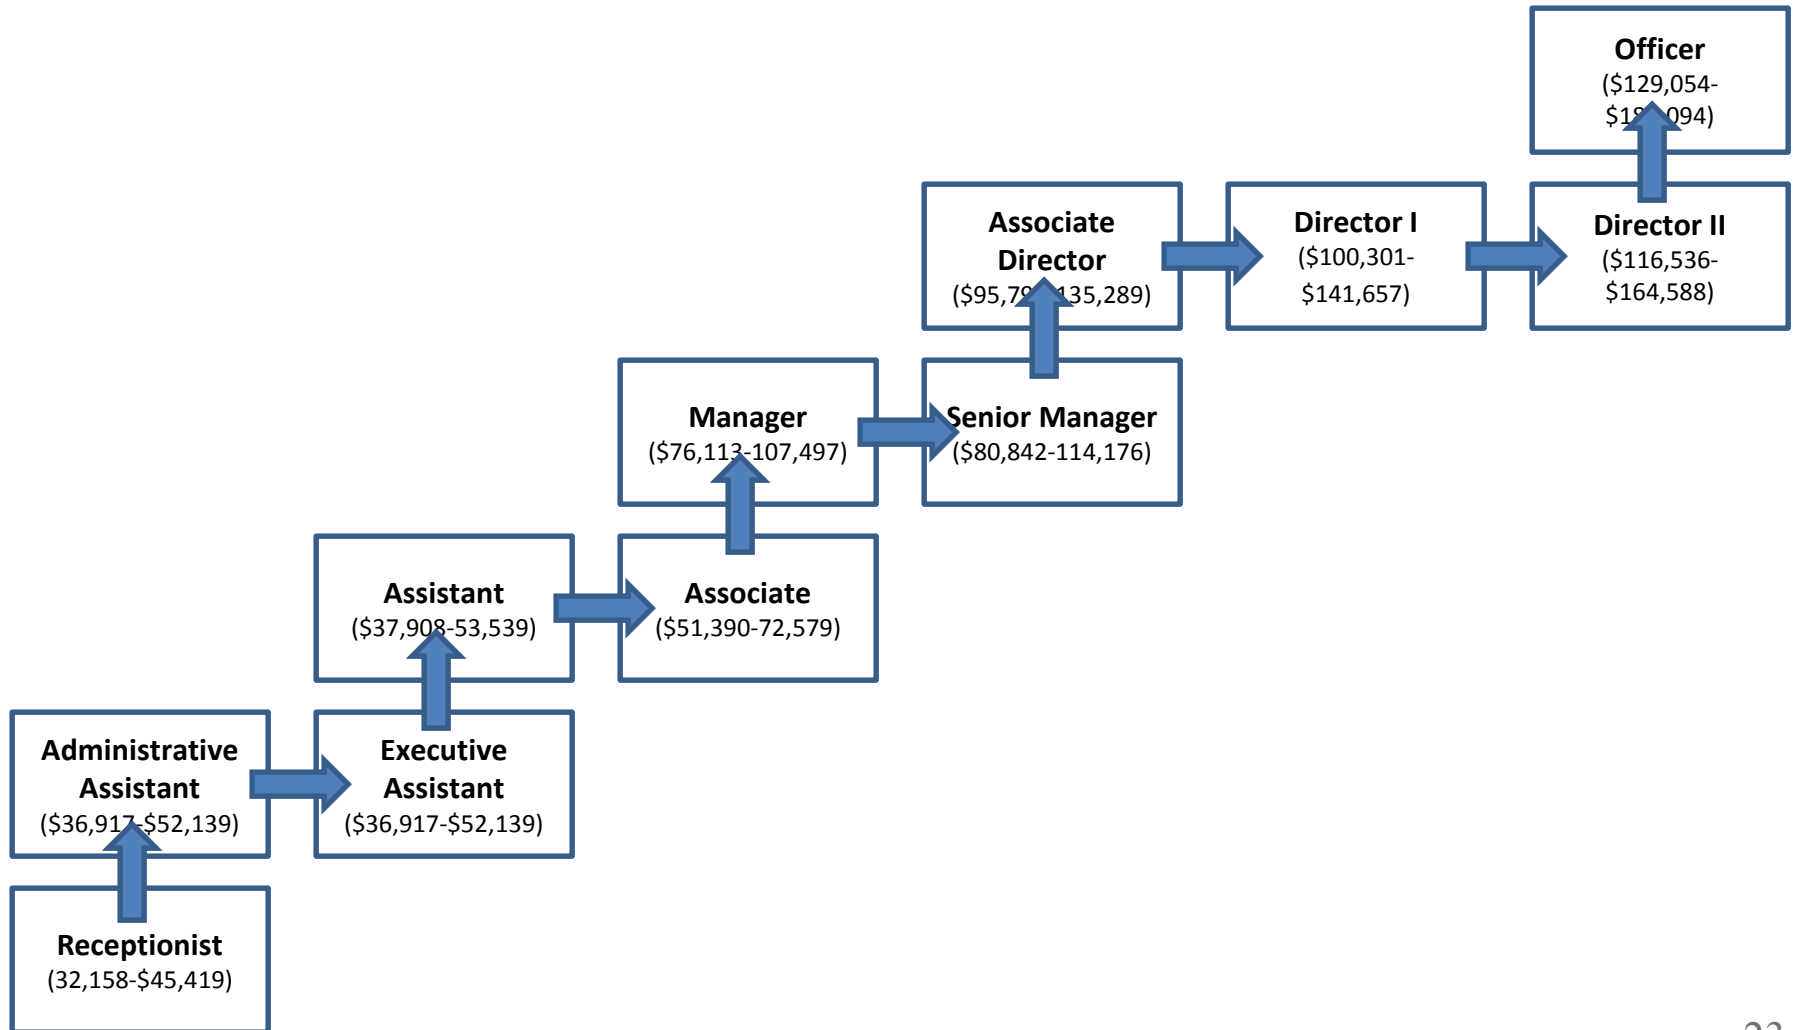 Officer
($129,054-
094)
Associate
Director
135,289)
Director I
($100,301-
$141,657)
Director II
($116,536-
$164,588)
Manager
($76,113-107,497)
Senior Manager
($80,842-114,176)
Assistant
($37,908-53,539)
Associate
($51,390-72,579)
Administrative
Assistant
($36,917-$52,139)
Executive
Assistant
($36,917-$52,139)
Receptionist
(32,158-$45,419)
23